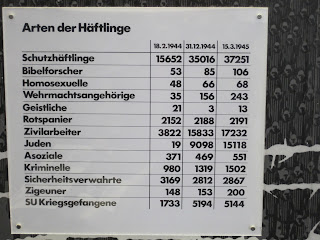 Arten der Häftlinge
18.2.1944 31.12.1944 15.3.1945
Schutzhäftlinge 15652 35016 37251
Bibelforscher 53 85 106
Homosexuelle 48 66 68
Wehrmachtsangehörige 35 156 243
Geistliche 21 3 13
Rotspanier 2152 2188 2191
Zivilarbeiter 3822 15833 17232
Juden 19 9098 15118
Asoziale 371 469 551
Kriminelle 980 1319 1502
Sicherheitsverwahrte 3169 2812 2867
Zigeuner 148 153 200
SU Kriegsgefangene 1733 5194 5144